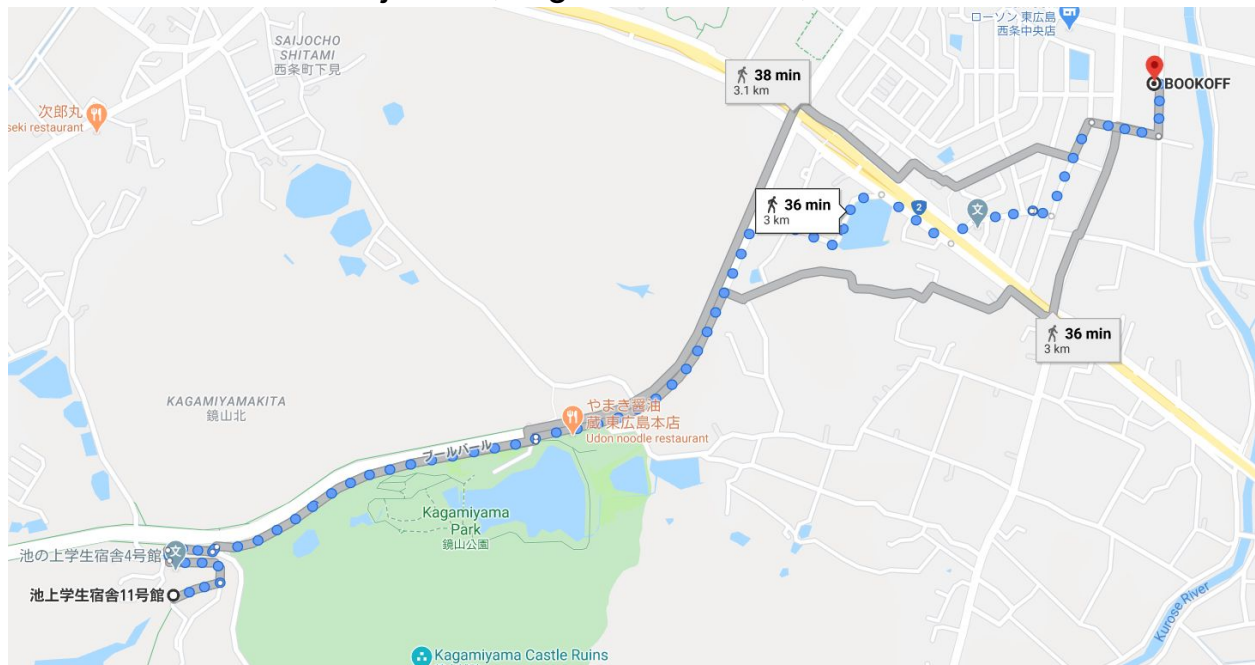 ローソン 東広島
西条中央店
SAIJOCHO
SHITAMI
西条町下見
38 min
3.1 km
BOOKOFF
次郎丸
seki restaurant
36 min
3 km
2
文
36 min
3 km
KAGAMIYAMAKITA
鏡山北
やまき醤油
蔵 東広島本店
Udon noodle restaurant
ブールバール
Kagamiyama
Park
鏡山公園
池の上学生宿舎4号館
文
池上学生宿舎11号館
Kurose River
Kagamiyama Castle Ruins